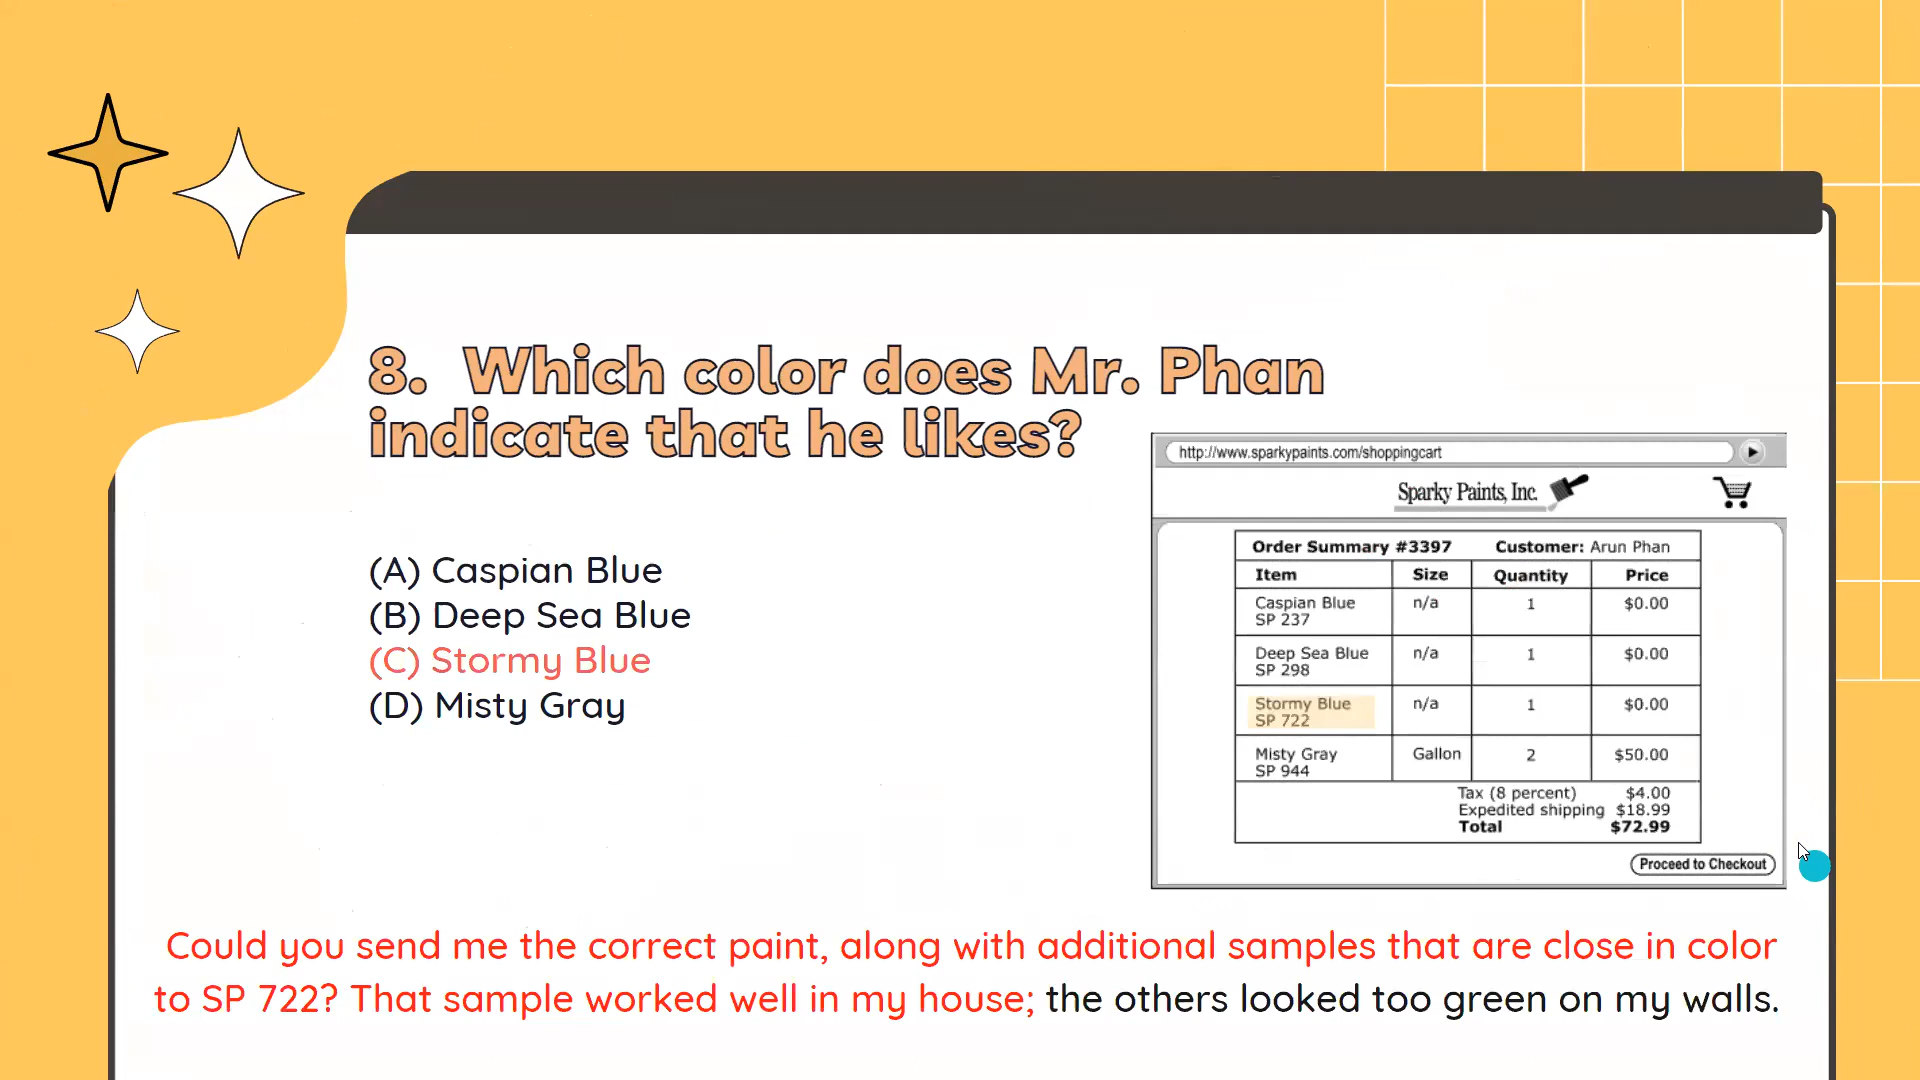 8. Which color does Mr. Phan
indicate that he likes?
(A) Caspian Blue
(B) Deep Sea Blue
(C) Stormy Blue
(D) Misty Gray
http://www.sparkypaints.com/shoppingcart
Sparky Paints, Inc.
Order Summary #3397 Customer: Arun Phan
Item Size Quantity Price
Caspian Blue n/a 1 $0.00
SP 237
Deep Sea Blue n/a 1 $0.00
SP 298
Stormy Blue n/a 1 $0.00
SP 722
Misty Gray Gallon 2 $50.00
SP 944
Tax (8 percent) $4.00
Expedited shipping $18.99
Total $72.99
Proceed to Checkout
Could you send me the correct paint, along with additional samples that are close in color
to SP 722? That sample worked well in my house; the others looked too green on my walls.